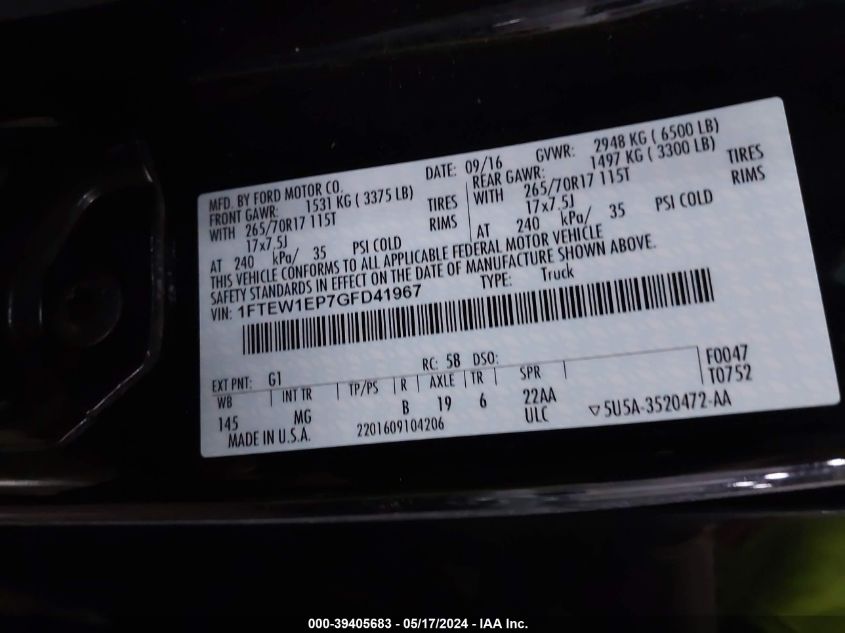 MFD. BY FORD MOTOR CO. DATE: 09/16 GVWR: 2948 KG ( 6500 LB)
FRONT GAWR: 1531 KG ( 3375 LB) REAR GAWR: 1497 KG ( 3300 LB)
WITH 265/70R17 115T TIRES WITH 265/70R17 115T TIRES
17x7.5J RIMS 17x7.5J RIMS
AT 240 kPa/ 35 PSI COLD AT 240 kPa/ 35 PSI COLD
THIS VEHICLE CONFORMS TO ALL APPLICABLE FEDERAL MOTOR VEHICLE
SAFETY STANDARDS IN EFFECT ON THE DATE OF MANUFACTURE SHOWN ABOVE.
VIN: 1FTEW1EP7GFD41967 TYPE: Truck
F0047
T0752
EXT PNT: G1 RC: 58 DSO:
WB INT TR TP/PS R AXLE TR SPR
145 MG B 19 6 22AA
ULC
MADE IN U.S.A. 2201609104206 ▽5U5A-3520472-AA
000-39405683 - 05/17/2024 - IAA Inc.